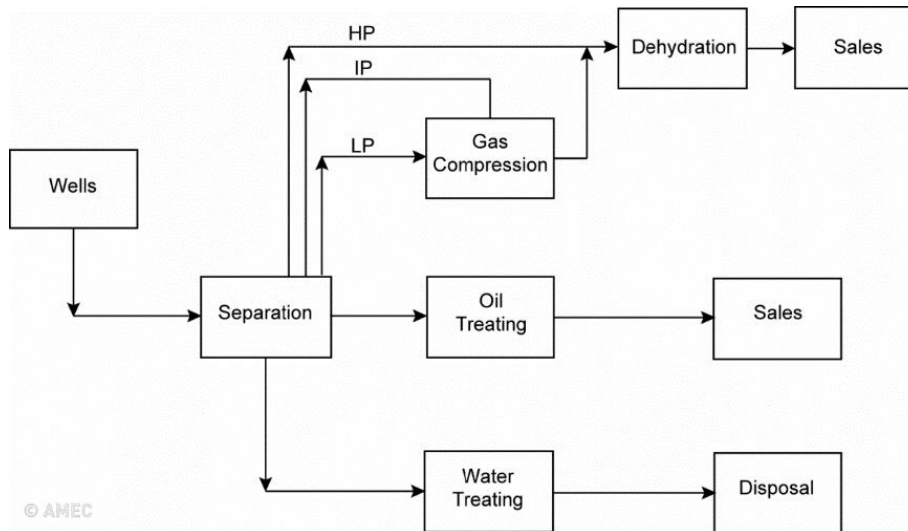 HP
Dehydration
Sales
IP
Gas
Compression
LP
Wells
Separation
Oil
Treating
Sales
Water
Treating
Disposal
© AMEC